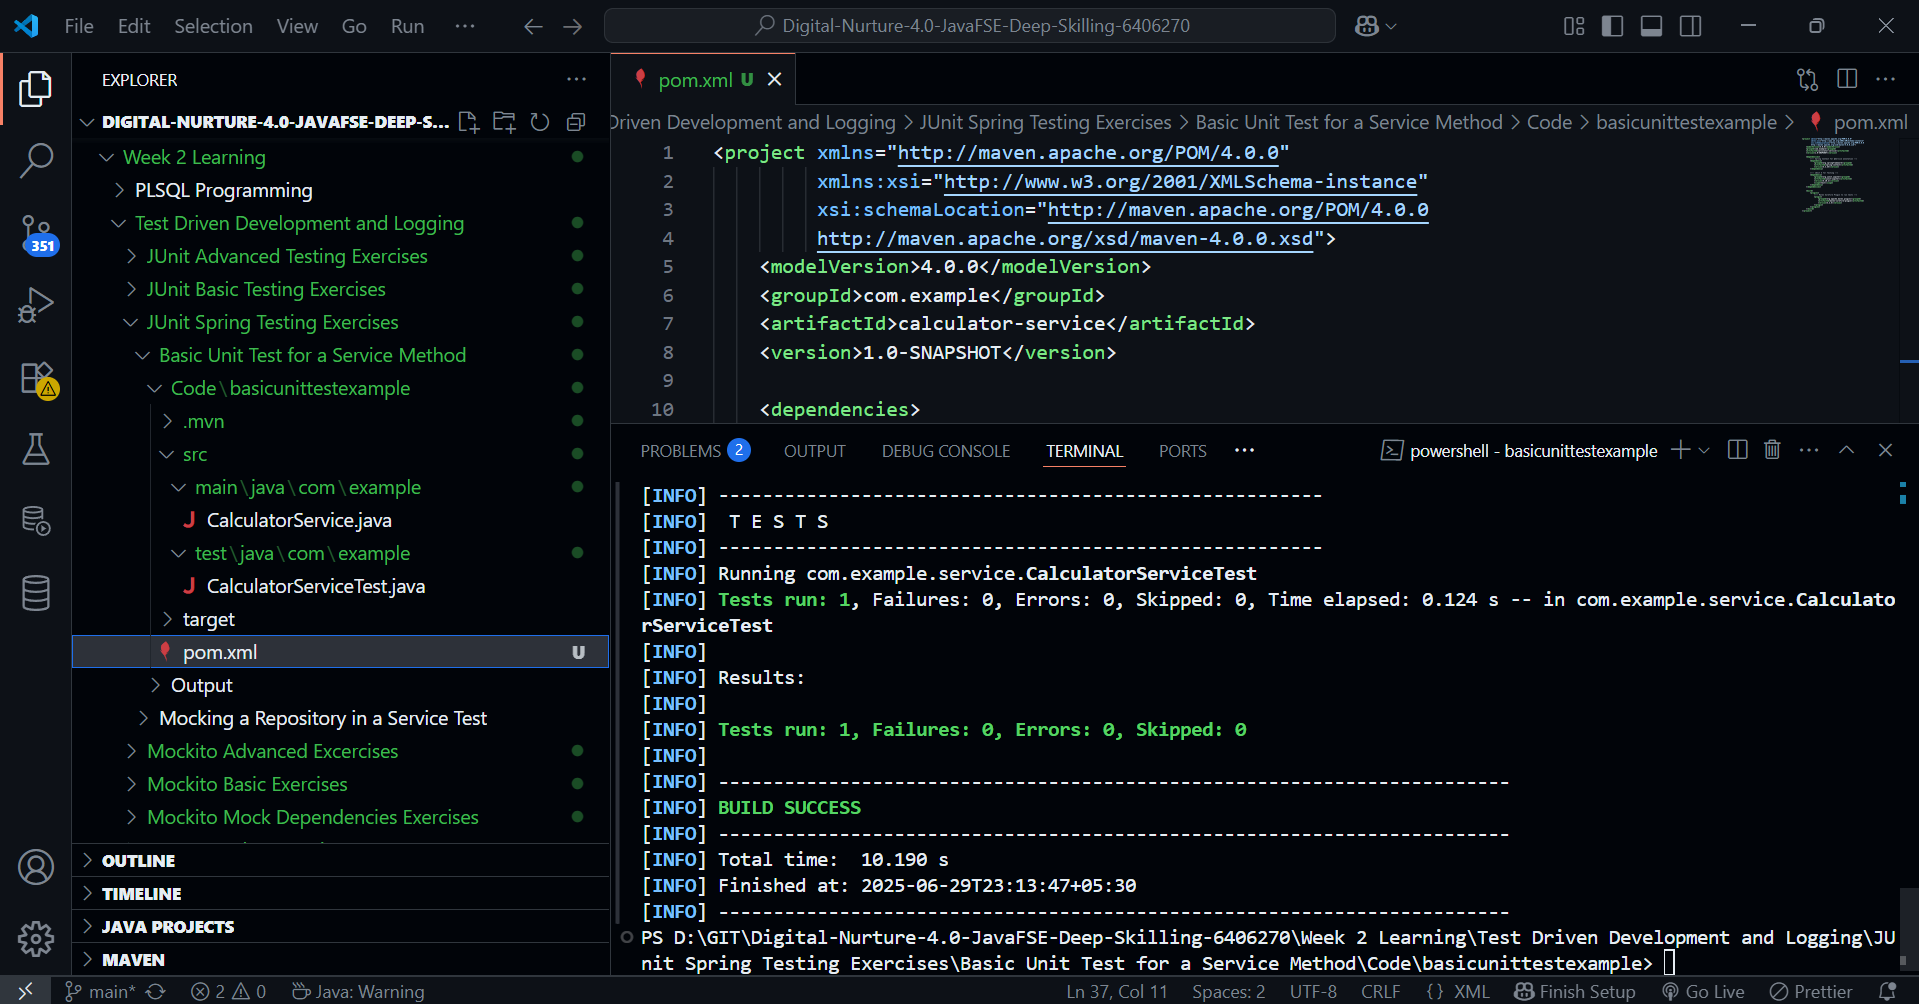 File Edit Selection View Go Run ···
Digital-Nurture-4.0-JavaFSE-Deep-Skilling-6406270
EXPLORER
DIGITAL-NURTURE-4.0-JAVAFSE-DEEP-S...
Week 2 Learning
PLSQL Programming
Test Driven Development and Logging
JUnit Advanced Testing Exercises
JUnit Basic Testing Exercises
JUnit Spring Testing Exercises
Basic Unit Test for a Service Method
Code\basicunittestexample
.mvn
src
main\java\com\example
J CalculatorService.java
test\java\com\example
J CalculatorServiceTest.java
target
pom.xml U
Output
Mocking a Repository in a Service Test
Mockito Advanced Excercises
Mockito Basic Exercises
Mockito Mock Dependencies Exercises
OUTLINE
TIMELINE
JAVA PROJECTS
MAVEN
351
pom.xml U
Driven Development and Logging > JUnit Spring Testing Exercises > Basic Unit Test for a Service Method > Code > basicunittestexample > pom.xml
1 <project xmlns="http://maven.apache.org/POM/4.0.0"
2 xmlns:xsi="http://www.w3.org/2001/XMLSchema-instance"
3 xsi:schemaLocation="http://maven.apache.org/POM/4.0.0
4 http://maven.apache.org/xsd/maven-4.0.0.xsd">
5 <modelVersion>4.0.0</modelVersion>
6 <groupId>com.example</groupId>
7 <artifactId>calculator-service</artifactId>
8 <version>1.0-SNAPSHOT</version>
9
10 <dependencies>
PROBLEMS 2 OUTPUT DEBUG CONSOLE TERMINAL PORTS ···
powershell - basicunittestexample
[INFO] -------------------------------------------------------
[INFO]  T E S T S
[INFO] -------------------------------------------------------
[INFO] Running com.example.service.CalculatorServiceTest
[INFO] Tests run: 1, Failures: 0, Errors: 0, Skipped: 0, Time elapsed: 0.124 s -- in com.example.service.Calculato
rServiceTest
[INFO]
[INFO] Results:
[INFO]
[INFO] Tests run: 1, Failures: 0, Errors: 0, Skipped: 0
[INFO]
[INFO] ------------------------------------------------------------------------
[INFO] BUILD SUCCESS
[INFO] ------------------------------------------------------------------------
[INFO] Total time:  10.190 s
[INFO] Finished at: 2025-06-29T23:13:47+05:30
[INFO] ------------------------------------------------------------------------
PS D:\GIT\Digital-Nurture-4.0-JavaFSE-Deep-Skilling-6406270\Week 2 Learning\Test Driven Development and Logging\JU
nit Spring Testing Exercises\Basic Unit Test for a Service Method\Code\basicunittestexample>
main* 2 0 Java: Warning Ln 37, Col 11 Spaces: 2 UTF-8 CRLF {} XML Finish Setup Go Live Prettier